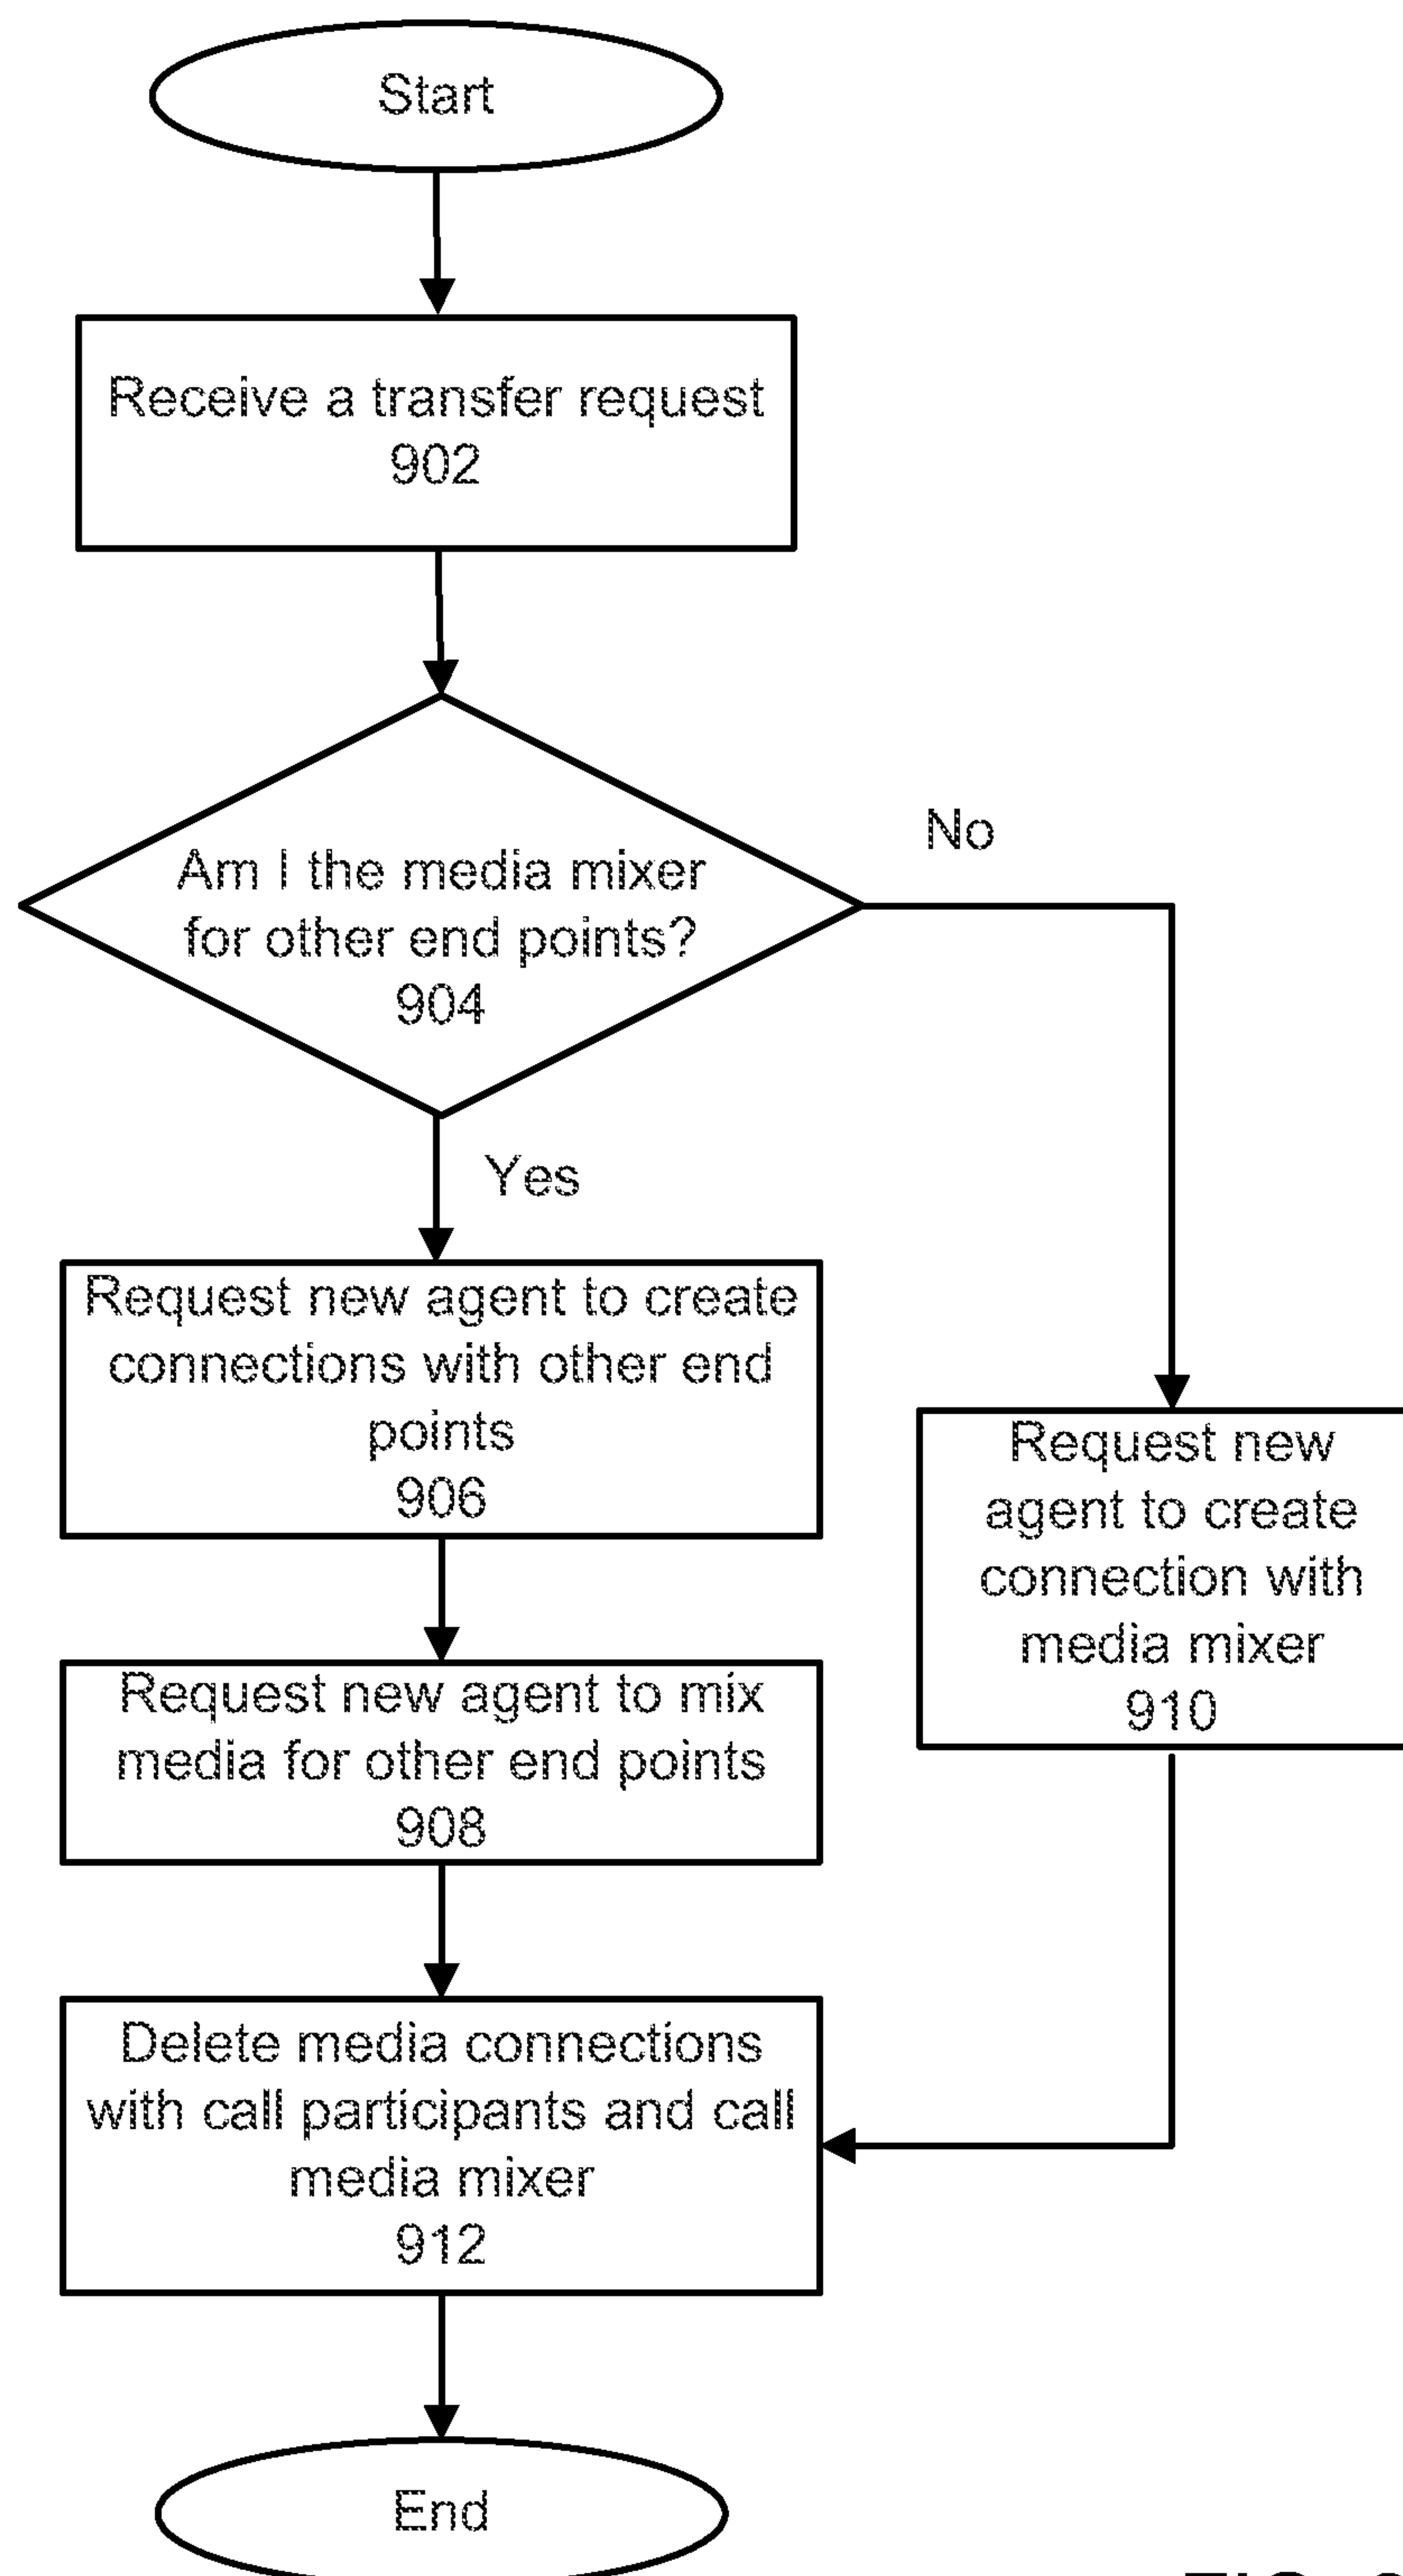 Start
Receive a transfer request
902
Am I the media mixer
for other end points?
904
No
Yes
Request new agent to create
connections with other end
points
906
Request new
agent to create
connection with
media mixer
910
Request new agent to mix
media for other end points
908
Delete media connections
with call participants and call
media mixer
912
End